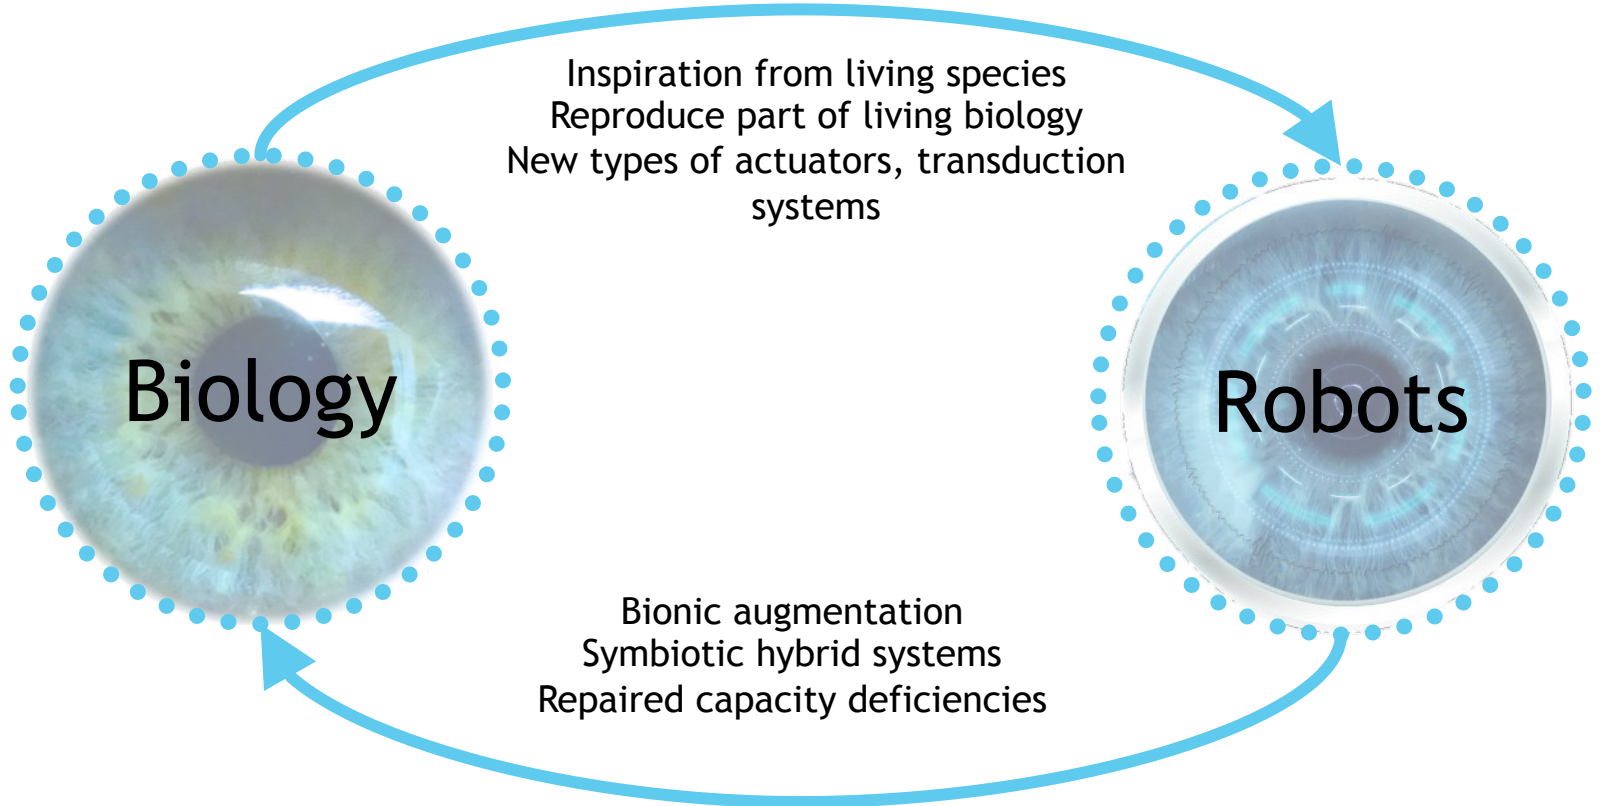 Inspiration from living species
Reproduce part of living biology
New types of actuators, transduction
systems
Biology
Robots
Bionic augmentation
Symbiotic hybrid systems
Repaired capacity deficiencies